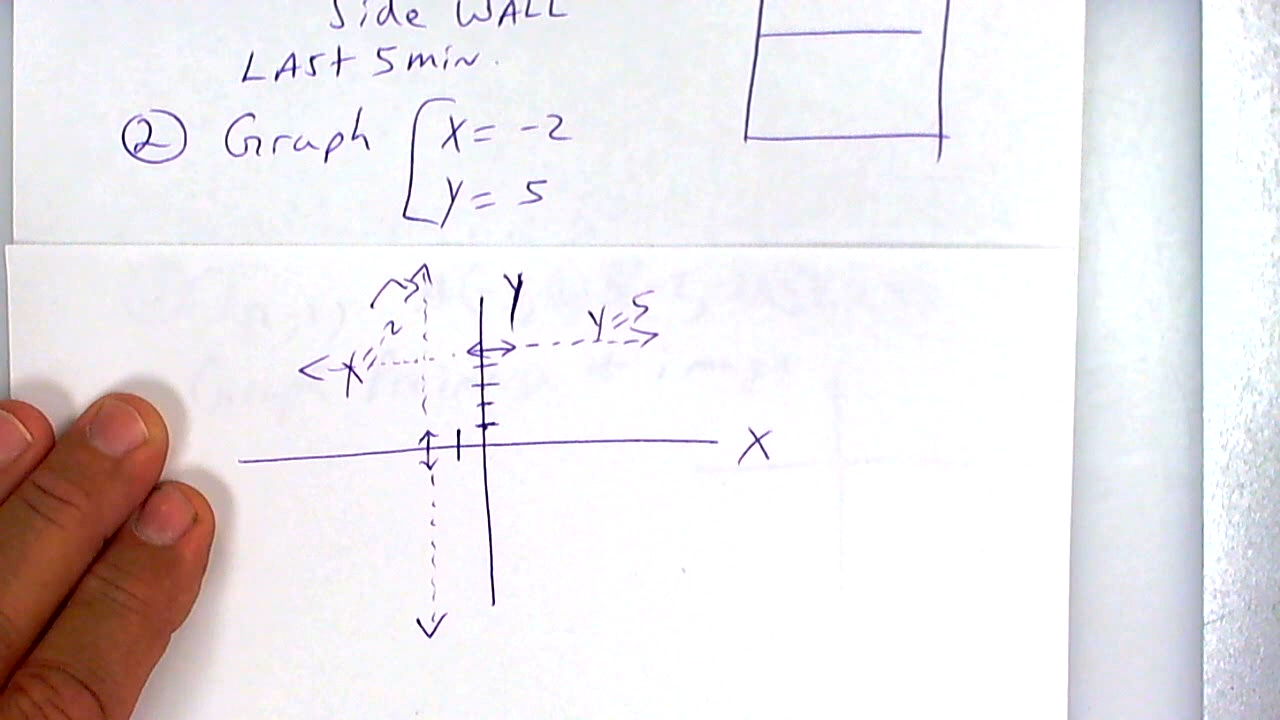 Side WALL
LAST 5 min.
② Graph { x = -2
y = 5
Y
y=5
X